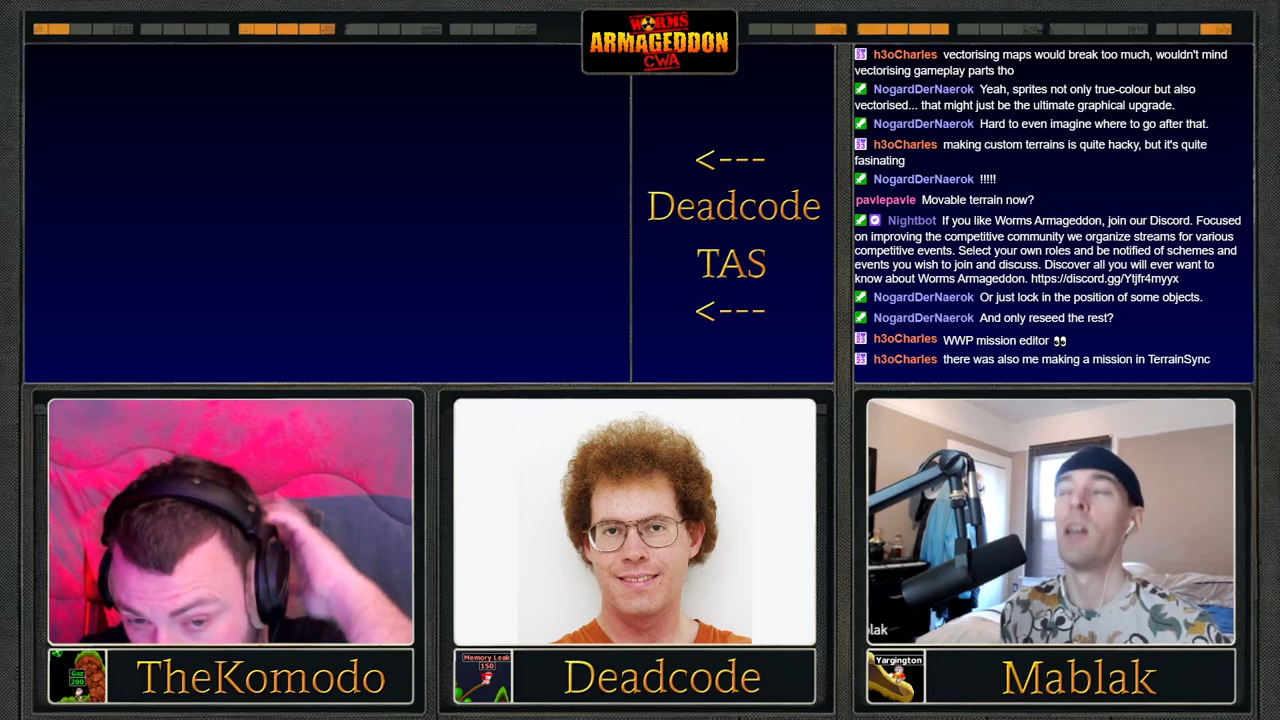 WORMS
ARMAGEDDON
CWA
<---
Deadcode
TAS
<---
h3oCharles vectorising maps would break too much, wouldn't mind
vectorising gameplay parts tho
NogardDerNaerok Yeah, sprites not only true-colour but also
vectorised... that might just be the ultimate graphical upgrade.
NogardDerNaerok Hard to even imagine where to go after that.
h3oCharles making custom terrains is quite hacky, but it's quite
fasinating
NogardDerNaerok !!!!!
pavlepavle Movable terrain now?
Nightbot If you like Worms Armageddon, join our Discord. Focused
on improving the competitive community we organize streams for various
competitive events. Select your own roles and be notified of schemes and
events you wish to join and discuss. Discover all you will ever want to
know about Worms Armageddon. https://discord.gg/Ytjfr4myyx
NogardDerNaerok Or just lock in the position of some objects.
NogardDerNaerok And only reseed the rest?
h3oCharles WWP mission editor 👀
h3oCharles there was also me making a mission in TerrainSync
Gaz
200
TheKomodo
Memory Leak
150
Deadcode
lak
Yargington
Mablak